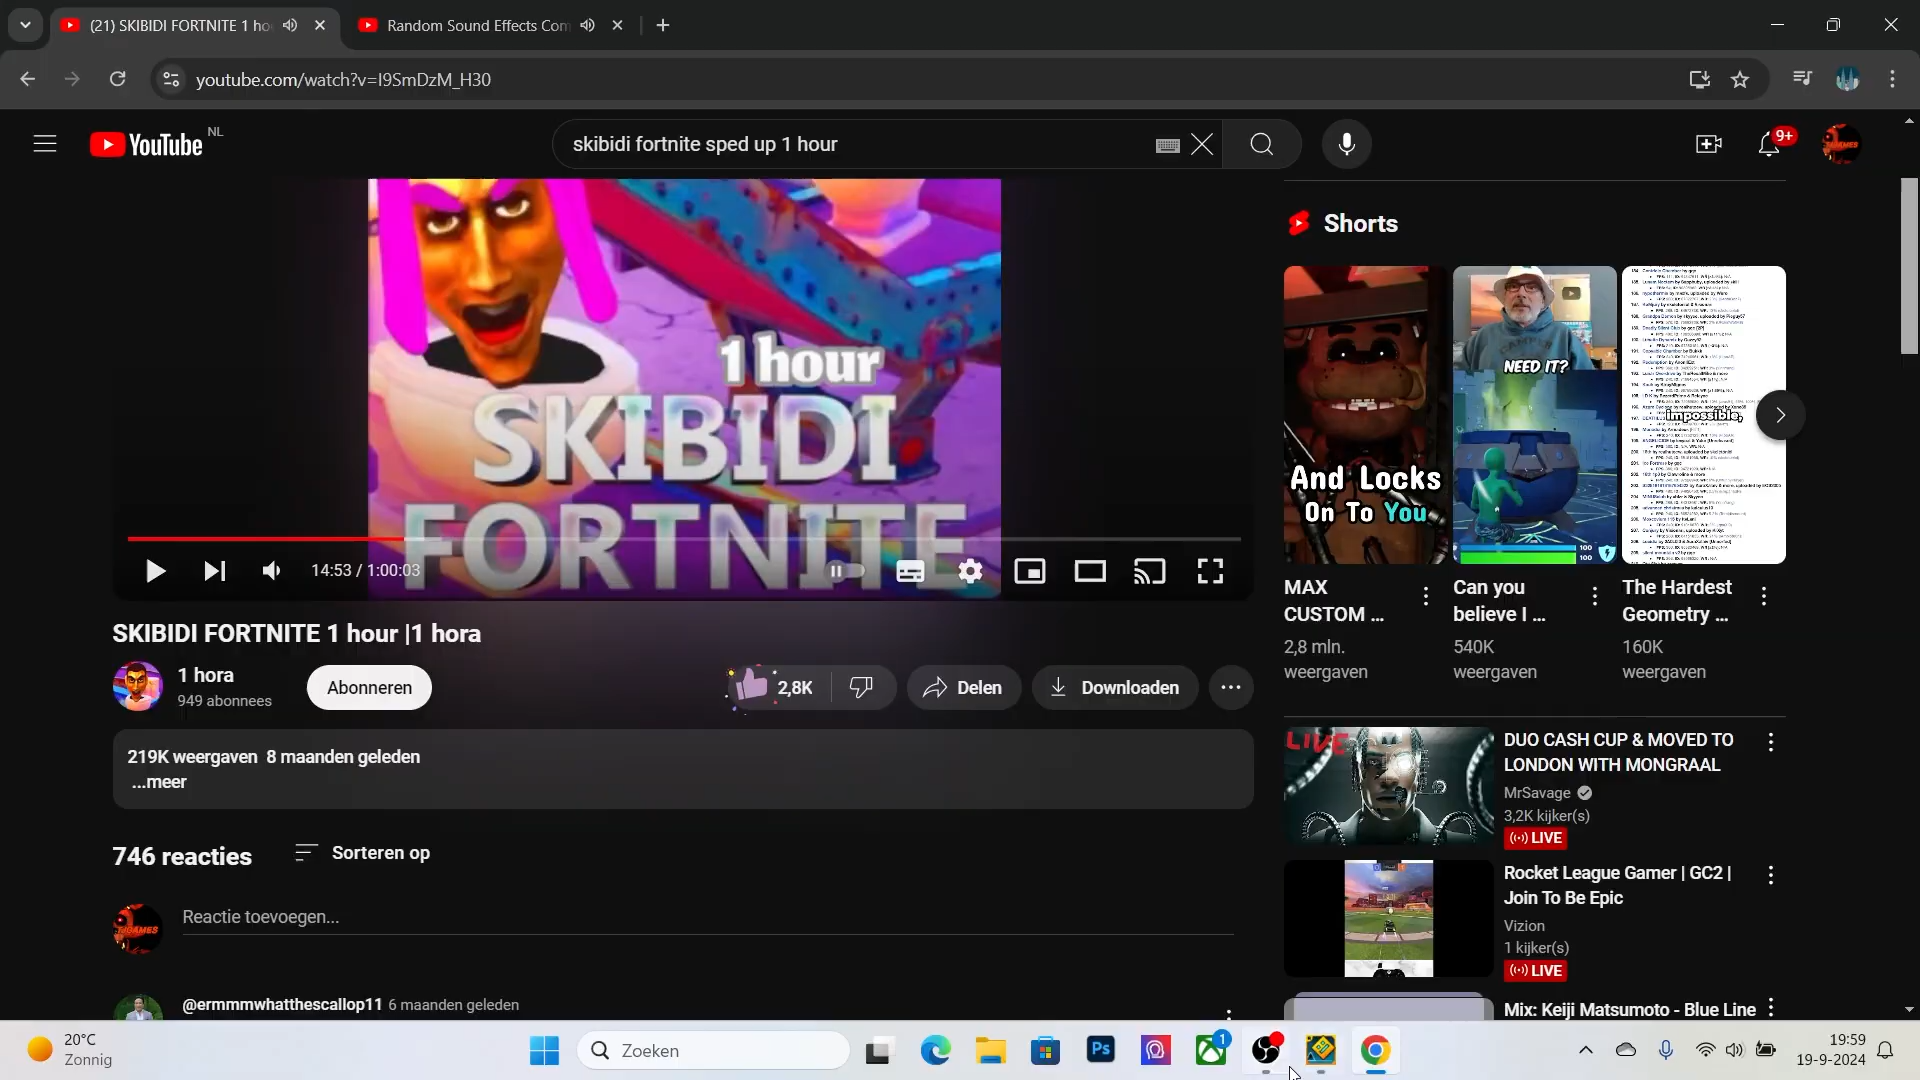 (21) SKIBIDI FORTNITE 1 ho
Random Sound Effects Com
youtube.com/watch?v=I9SmDzM_H30
YouTube NL
skibidi fortnite sped up 1 hour
9+
1 hour
SKIBIDI
FORTNITE
14:53 / 1:00:03
SKIBIDI FORTNITE 1 hour |1 hora
1 hora
949 abonnees
Abonneren
2,8K
Delen
Downloaden
219K weergaven 8 maanden geleden
...meer
746 reacties
Sorteren op
Reactie toevoegen...
@ermmmwhatthescallop11 6 maanden geleden
Shorts
And Locks
On To You
NEED IT?
100
100
impossible,
MAX
CUSTOM ...
2,8 mln.
weergaven
Can you
believe I ...
540K
weergaven
The Hardest
Geometry ...
160K
weergaven
LIVE
DUO CASH CUP & MOVED TO
LONDON WITH MONGRAAL
MrSavage
3,2K kijker(s)
LIVE
Rocket League Gamer | GC2 |
Join To Be Epic
Vizion
1 kijker(s)
LIVE
Mix: Keiji Matsumoto - Blue Line
20°C
Zonnig
Zoeken
Ps
1
19:59
19-9-2024